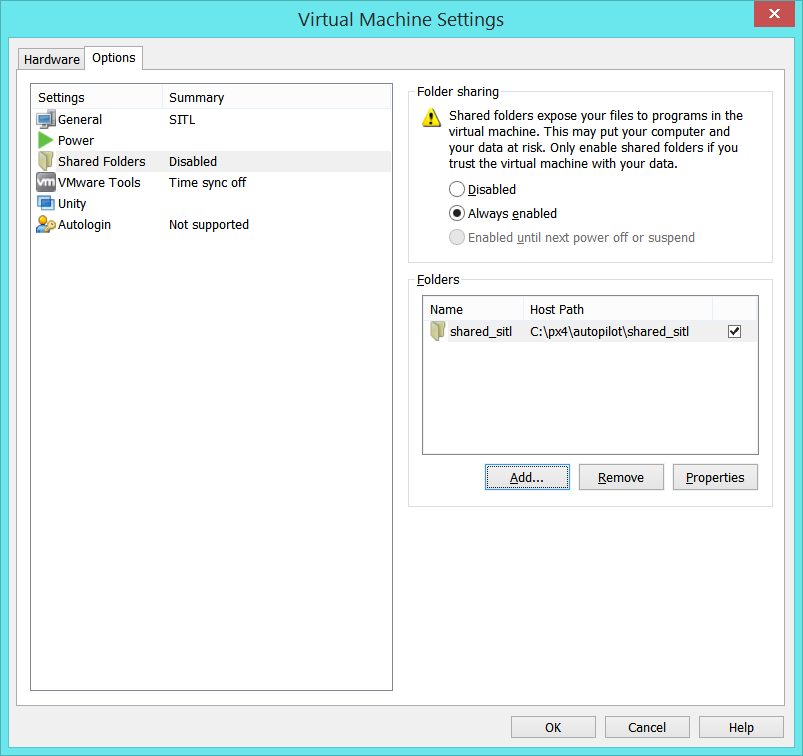 Virtual Machine Settings
Hardware
Options
Settings Summary
General SITL
Power
Shared Folders Disabled
vm VMware Tools Time sync off
Unity
Autologin Not supported
Folder sharing
Shared folders expose your files to programs in the
virtual machine. This may put your computer and
your data at risk. Only enable shared folders if you
trust the virtual machine with your data.
Disabled
Always enabled
Enabled until next power off or suspend
Folders
Name Host Path
shared_sitl C:\px4\autopilot\shared_sitl
Add... Remove Properties
OK Cancel Help